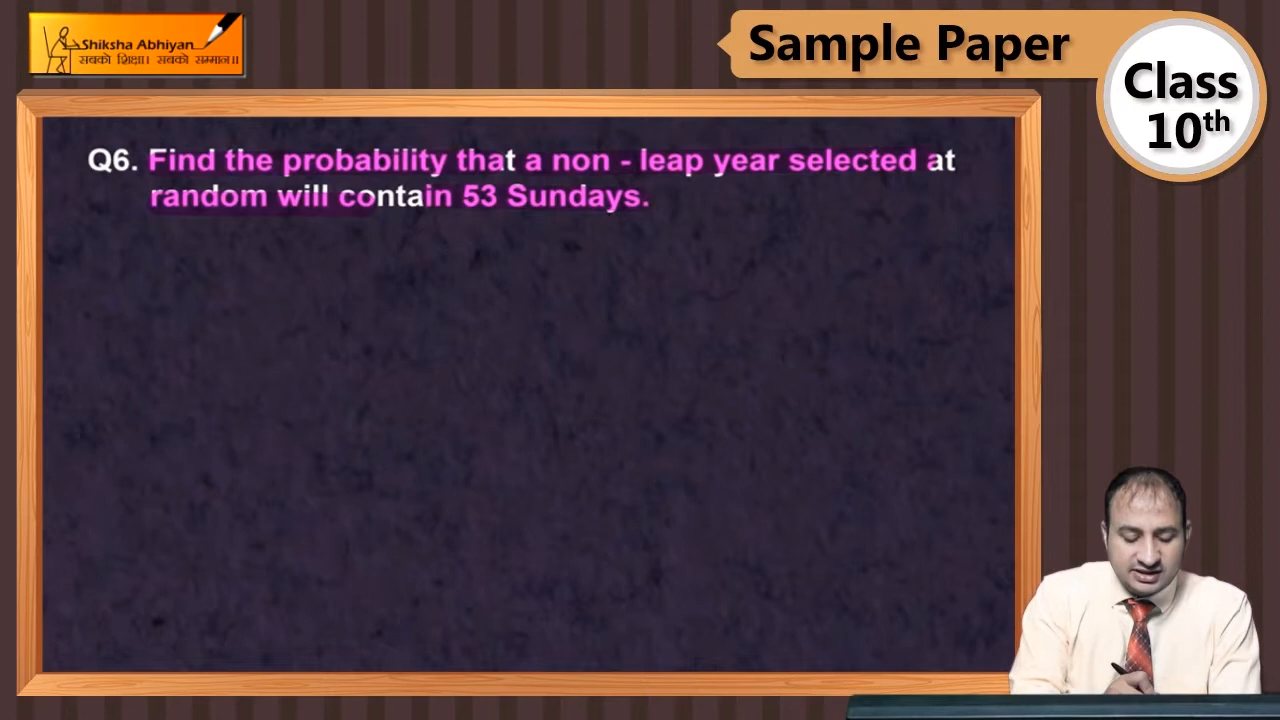 Shiksha Abhiyan
सबको शिक्षा। सबको सम्मान॥
Sample Paper
Class
10th
Q6. Find the probability that a non - leap year selected at
random will contain 53 Sundays.